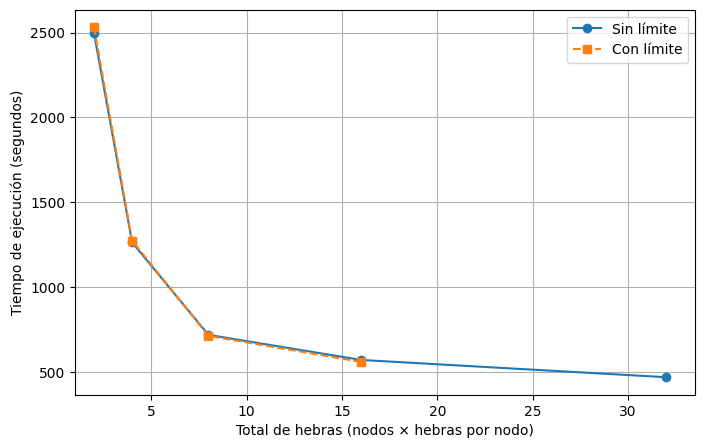 Sin límite
Con límite
Tiempo de ejecución (segundos)
2500
2000
1500
1000
500
5
10
15
20
25
30
Total de hebras (nodos × hebras por nodo)